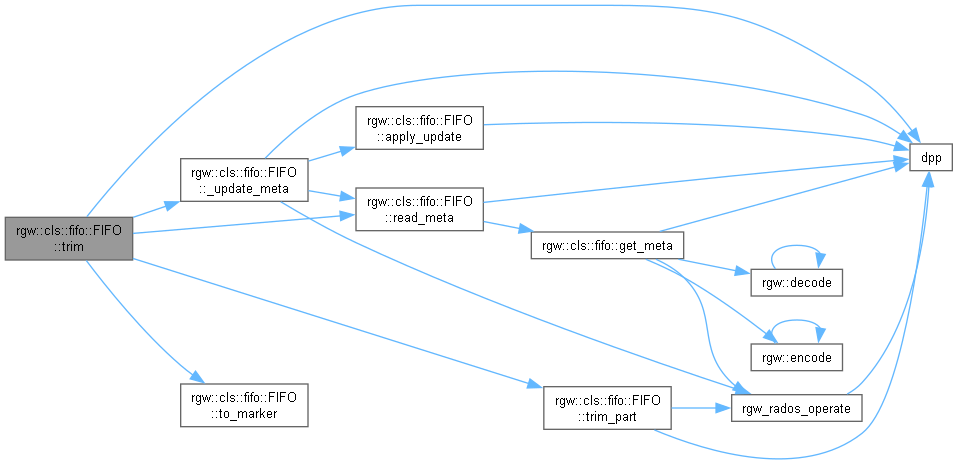 rgw::cls::fifo::FIFO
::trim
rgw::cls::fifo::FIFO
::_update_meta
rgw::cls::fifo::FIFO
::to_marker
rgw::cls::fifo::FIFO
::apply_update
rgw::cls::fifo::FIFO
::read_meta
rgw::cls::fifo::get_meta
rgw::cls::fifo::FIFO
::trim_part
rgw::decode
rgw::encode
rgw_rados_operate
dpp